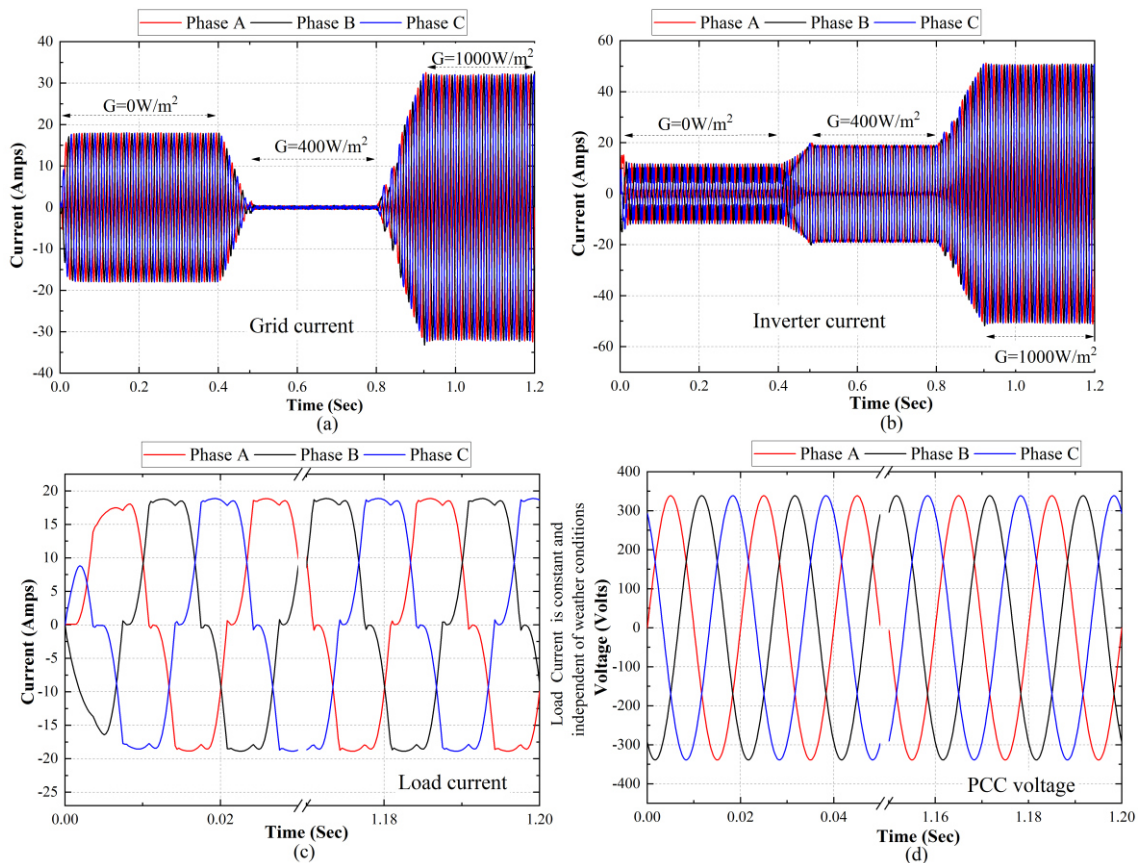 Phase A Phase B Phase C
40
30
20
10
0
-10
-20
-30
-40
Current (Amps)
G=0W/m²
G=400W/m²
G=1000W/m²
Grid current
0.0 0.2 0.4 0.6 0.8 1.0 1.2
Time (Sec)
(a)
Phase A Phase B Phase C
60
40
20
0
-20
-40
-60
Current (Amps)
G=0W/m²
G=400W/m²
Inverter current
G=1000W/m²
0.0 0.2 0.4 0.6 0.8 1.0 1.2
Time (Sec)
(b)
Phase A Phase B Phase C
20
15
10
5
0
-5
-10
-15
-20
-25
Current (Amps)
Load current
0.00 0.02 1.18 1.20
Time (Sec)
(c)
Load Current is constant and
independent of weather conditions
Phase A Phase B Phase C
400
300
200
100
0
-100
-200
-300
-400
Voltage (Volts)
PCC voltage
0.00 0.02 0.04 1.16 1.18 1.20
Time (Sec)
(d)